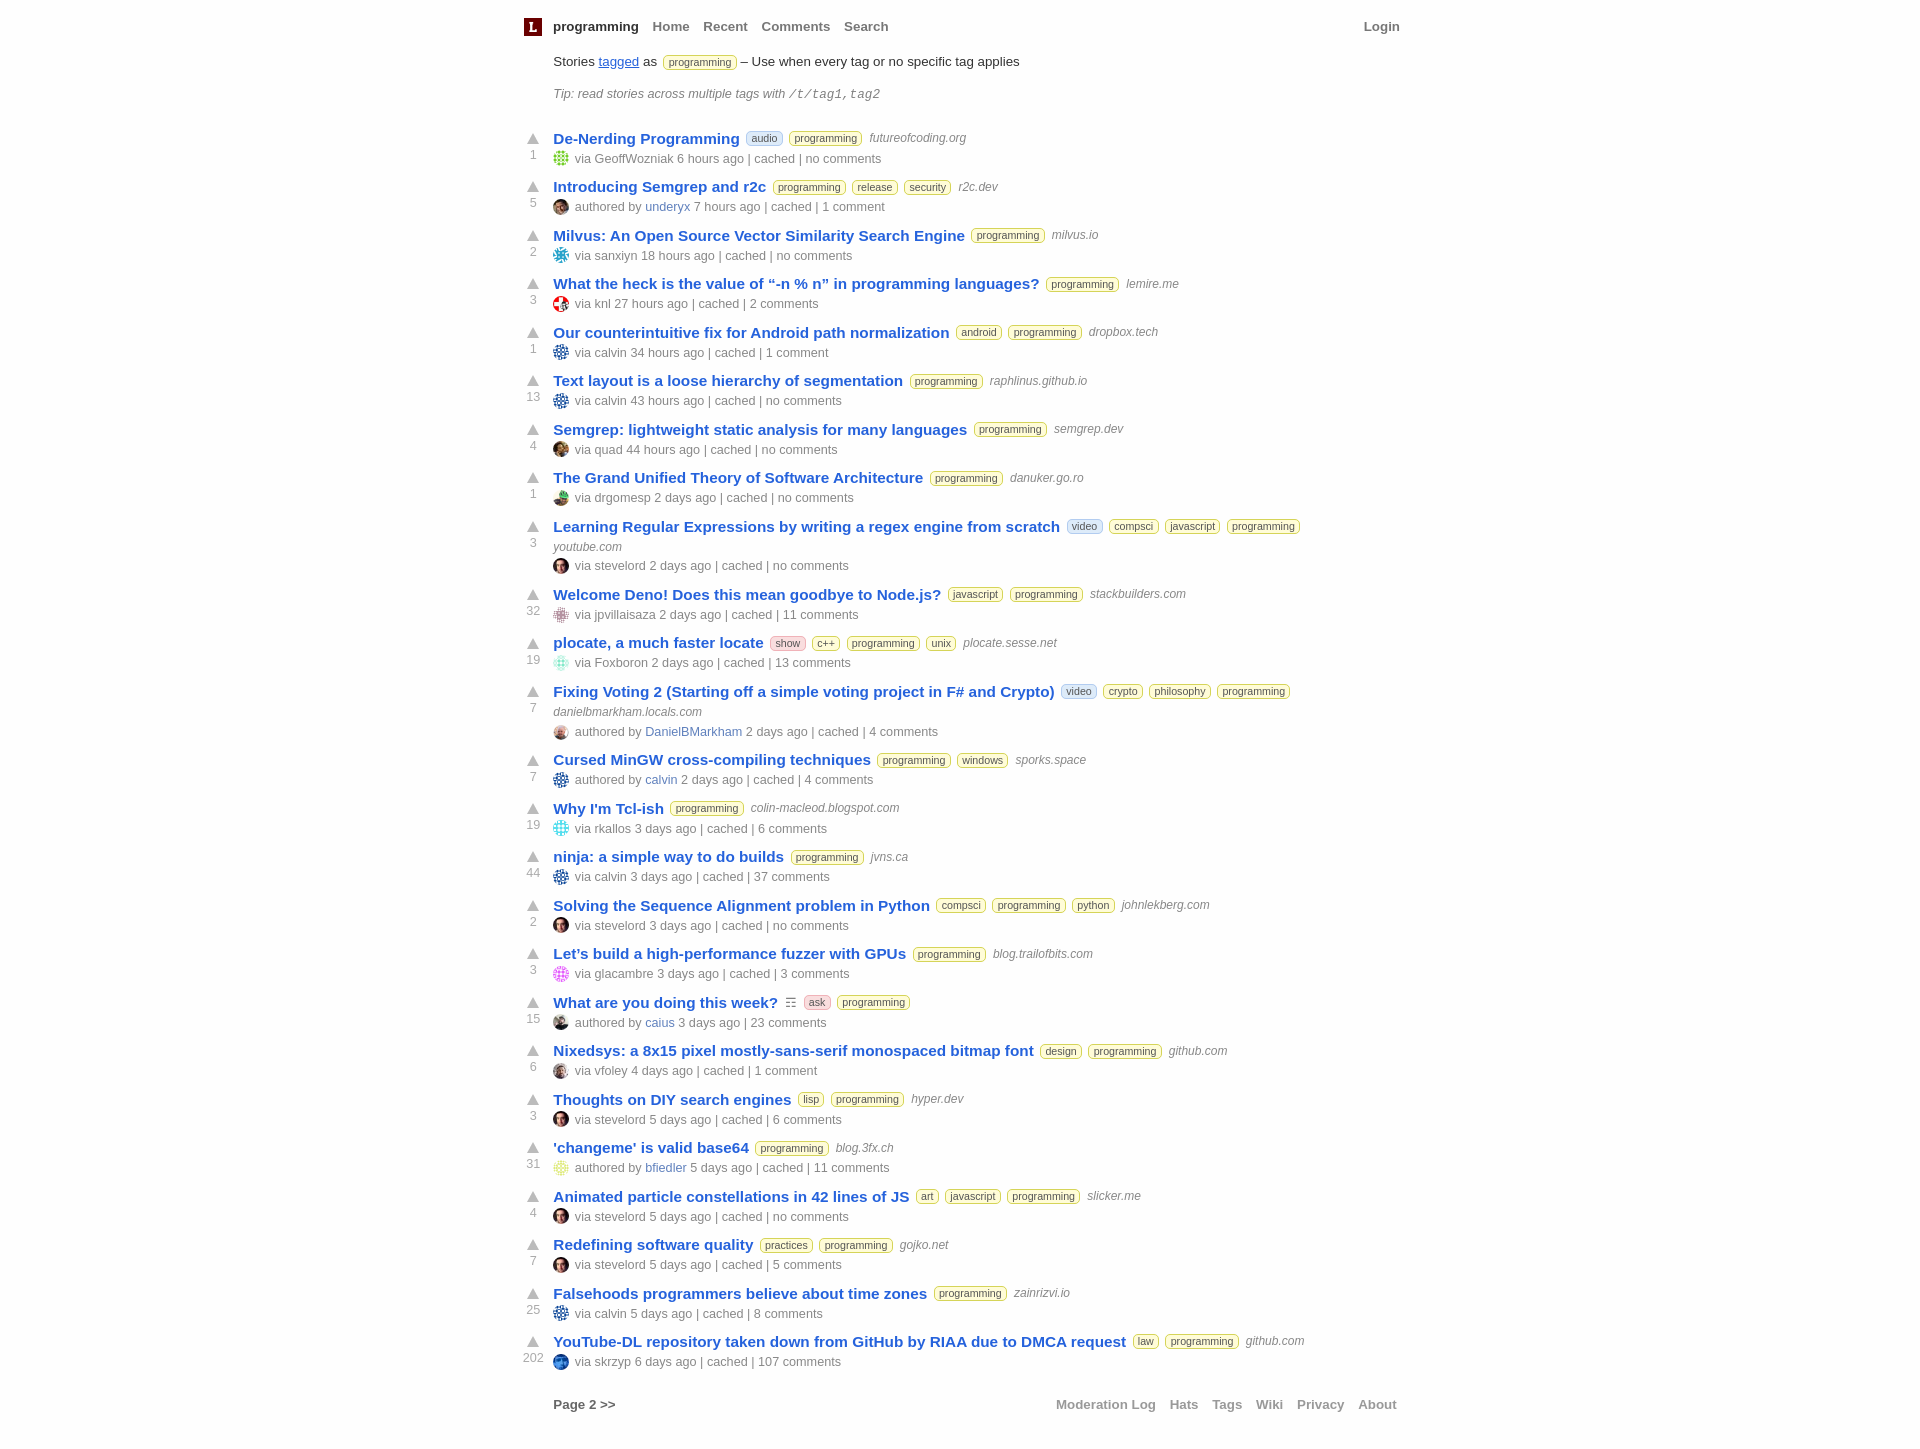 L programming Home Recent Comments Search Login
Stories tagged as programming – Use when every tag or no specific tag applies
Tip: read stories across multiple tags with /t/tag1,tag2
De-Nerding Programming audio programming futureofcoding.org
1 via GeoffWozniak 6 hours ago | cached | no comments
Introducing Semgrep and r2c programming release security r2c.dev
5 authored by underyx 7 hours ago | cached | 1 comment
Milvus: An Open Source Vector Similarity Search Engine programming milvus.io
2 via sanxiyn 18 hours ago | cached | no comments
What the heck is the value of “-n % n” in programming languages? programming lemire.me
3 via knl 27 hours ago | cached | 2 comments
Our counterintuitive fix for Android path normalization android programming dropbox.tech
1 via calvin 34 hours ago | cached | 1 comment
Text layout is a loose hierarchy of segmentation programming raphlinus.github.io
13 via calvin 43 hours ago | cached | no comments
Semgrep: lightweight static analysis for many languages programming semgrep.dev
4 via quad 44 hours ago | cached | no comments
The Grand Unified Theory of Software Architecture programming danuker.go.ro
1 via drgomesp 2 days ago | cached | no comments
Learning Regular Expressions by writing a regex engine from scratch video compsci javascript programming
3 youtube.com
via stevelord 2 days ago | cached | no comments
Welcome Deno! Does this mean goodbye to Node.js? javascript programming stackbuilders.com
32 via jpvillaisaza 2 days ago | cached | 11 comments
plocate, a much faster locate show c++ programming unix plocate.sesse.net
19 via Foxboron 2 days ago | cached | 13 comments
Fixing Voting 2 (Starting off a simple voting project in F# and Crypto) video crypto philosophy programming
7 danielbmarkham.locals.com
authored by DanielBMarkham 2 days ago | cached | 4 comments
Cursed MinGW cross-compiling techniques programming windows sporks.space
7 authored by calvin 2 days ago | cached | 4 comments
Why I'm Tcl-ish programming colin-macleod.blogspot.com
19 via rkallos 3 days ago | cached | 6 comments
ninja: a simple way to do builds programming jvns.ca
44 via calvin 3 days ago | cached | 37 comments
Solving the Sequence Alignment problem in Python compsci programming python johnlekberg.com
2 via stevelord 3 days ago | cached | no comments
Let’s build a high-performance fuzzer with GPUs programming blog.trailofbits.com
3 via glacambre 3 days ago | cached | 3 comments
What are you doing this week? ☶ ask programming
15 authored by caius 3 days ago | 23 comments
Nixedsys: a 8x15 pixel mostly-sans-serif monospaced bitmap font design programming github.com
6 via vfoley 4 days ago | cached | 1 comment
Thoughts on DIY search engines lisp programming hyper.dev
3 via stevelord 5 days ago | cached | 6 comments
'changeme' is valid base64 programming blog.3fx.ch
31 authored by bfiedler 5 days ago | cached | 11 comments
Animated particle constellations in 42 lines of JS art javascript programming slicker.me
4 via stevelord 5 days ago | cached | no comments
Redefining software quality practices programming gojko.net
7 via stevelord 5 days ago | cached | 5 comments
Falsehoods programmers believe about time zones programming zainrizvi.io
25 via calvin 5 days ago | cached | 8 comments
YouTube-DL repository taken down from GitHub by RIAA due to DMCA request law programming github.com
202 via skrzyp 6 days ago | cached | 107 comments
Page 2 >> Moderation Log Hats Tags Wiki Privacy About